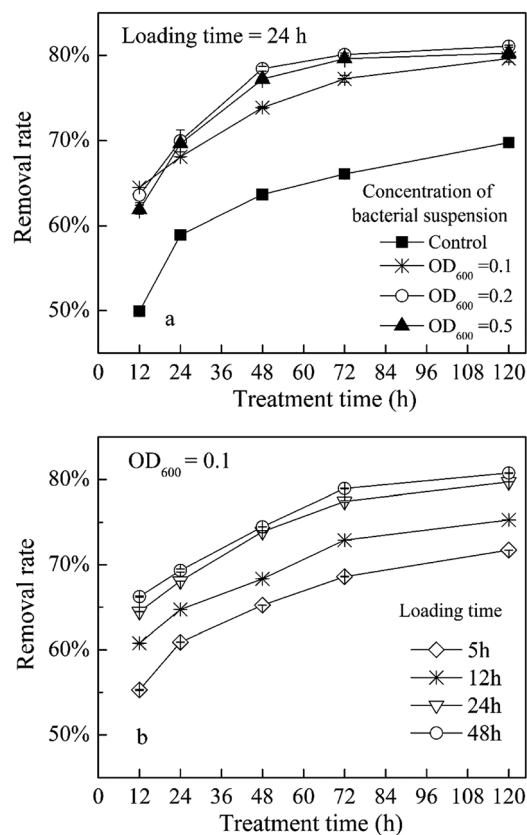 Loading time = 24 h
80%
70%
60%
50%
Removal rate
Concentration of
bacterial suspension
Control
OD600 =0.1
OD600 =0.2
OD600 =0.5
a
0 12 24 36 48 60 72 84 96 108 120
Treatment time (h)
OD600 = 0.1
80%
70%
60%
50%
Removal rate
Loading time
5h
12h
24h
48h
b
0 12 24 36 48 60 72 84 96 108 120
Treatment time (h)